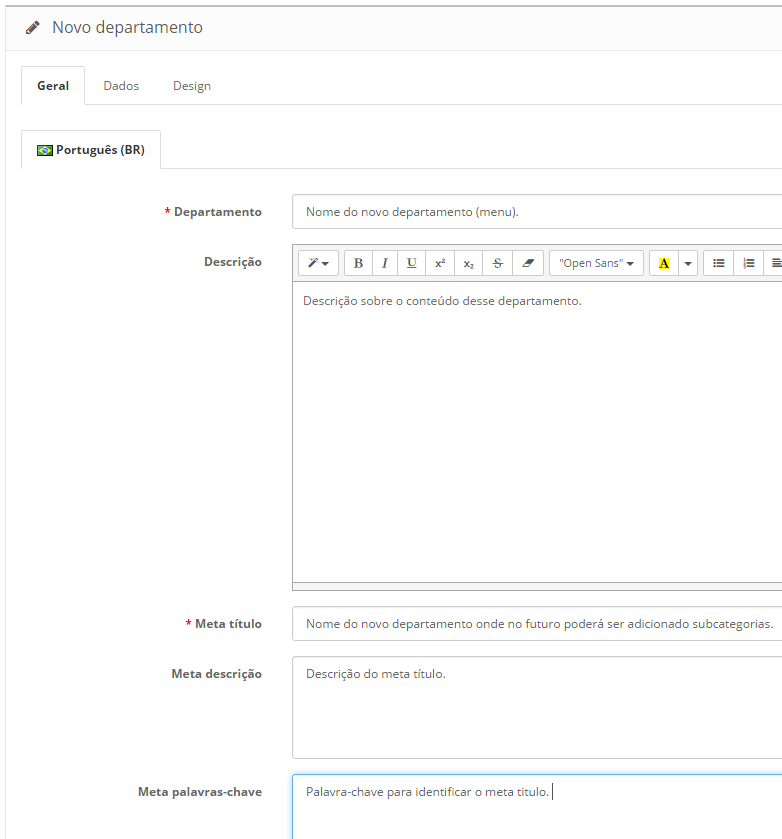 Novo departamento
Geral Dados Design
Português (BR)
* Departamento Nome do novo departamento (menu).
Descrição B I U x² x₂ S "Open Sans" A
Descrição sobre o conteúdo desse departamento.
* Meta título Nome do novo departamento onde no futuro poderá ser adicionado subcategorias.
Meta descrição Descrição do meta título.
Meta palavras-chave Palavra-chave para identificar o meta titulo.